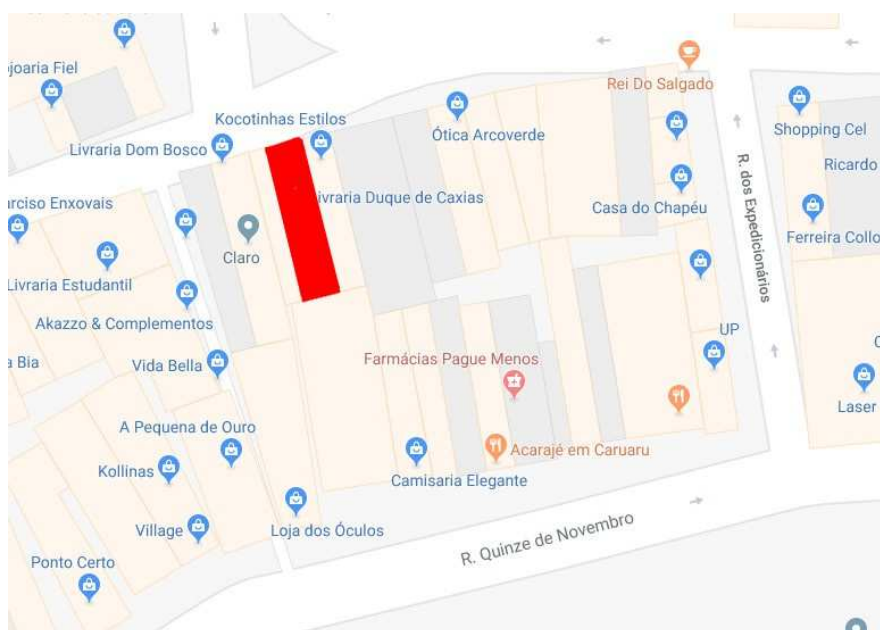 ojoaria Fiel
Rei Do Salgado
Kocotinhas Estilos
Ótica Arcoverde
Shopping Cel
Livraria Dom Bosco
Ricardo
R. dos Expedicionários
ivraria Duque de Caxias
arciso Enxovais
Casa do Chapéu
Ferreira Collo
Claro
Livraria Estudantil
Akazzo & Complementos
UP
Farmácias Pague Menos
a Bia
Vida Bella
Laser
A Pequena de Ouro
Acarajé em Caruaru
Kollinas
Camisaria Elegante
Village
Loja dos Óculos
R. Quinze de Novembro
Ponto Certo